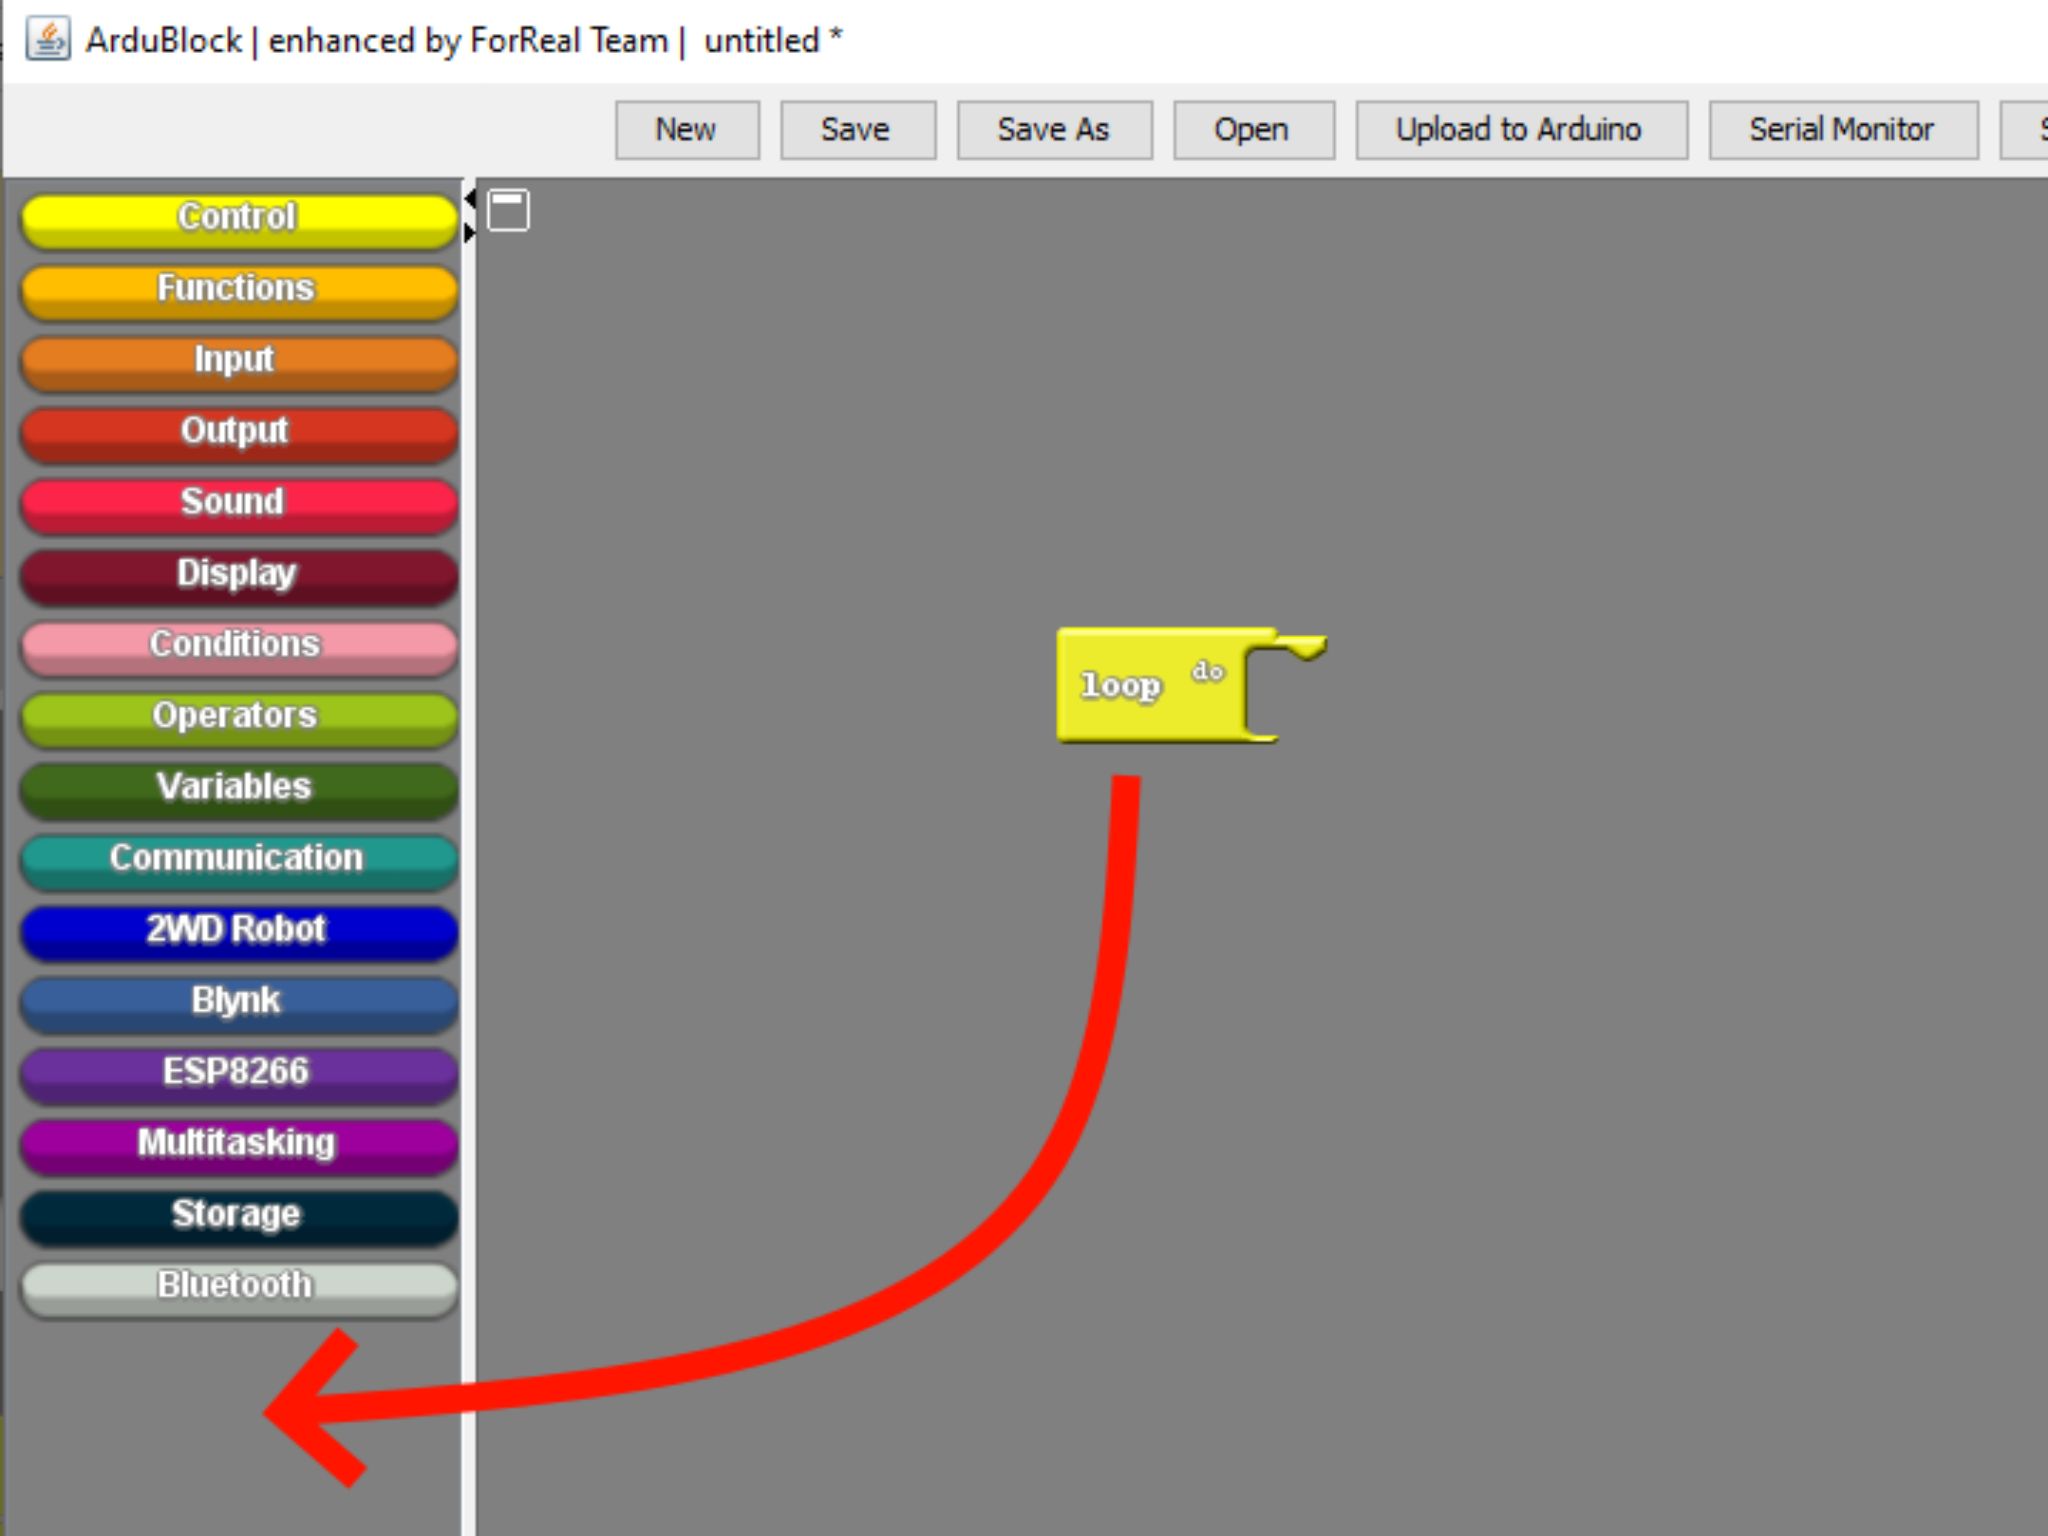 ArduBlock | enhanced by ForReal Team | untitled *
New Save Save As Open Upload to Arduino Serial Monitor
Control
Functions
Input
Output
Sound
Display
Conditions
Operators
Variables
Communication
2WD Robot
Blynk
ESP8266
Multitasking
Storage
Bluetooth
loop do